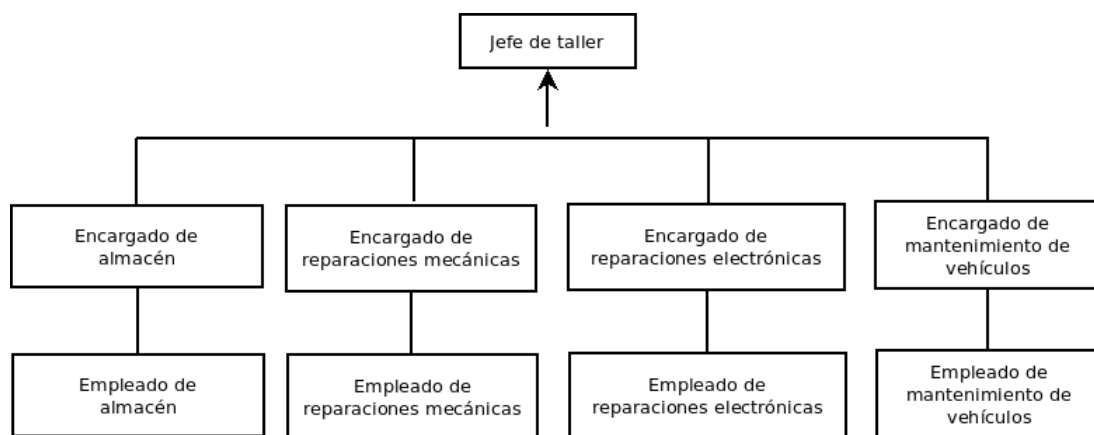 Jefe de taller
Encargado de
almacén
Encargado de
reparaciones mecánicas
Encargado de
reparaciones electrónicas
Encargado de
mantenimiento de
vehículos
Empleado de
almacén
Empleado de
reparaciones mecánicas
Empleado de
reparaciones electrónicas
Empleado de
mantenimiento de
vehículos